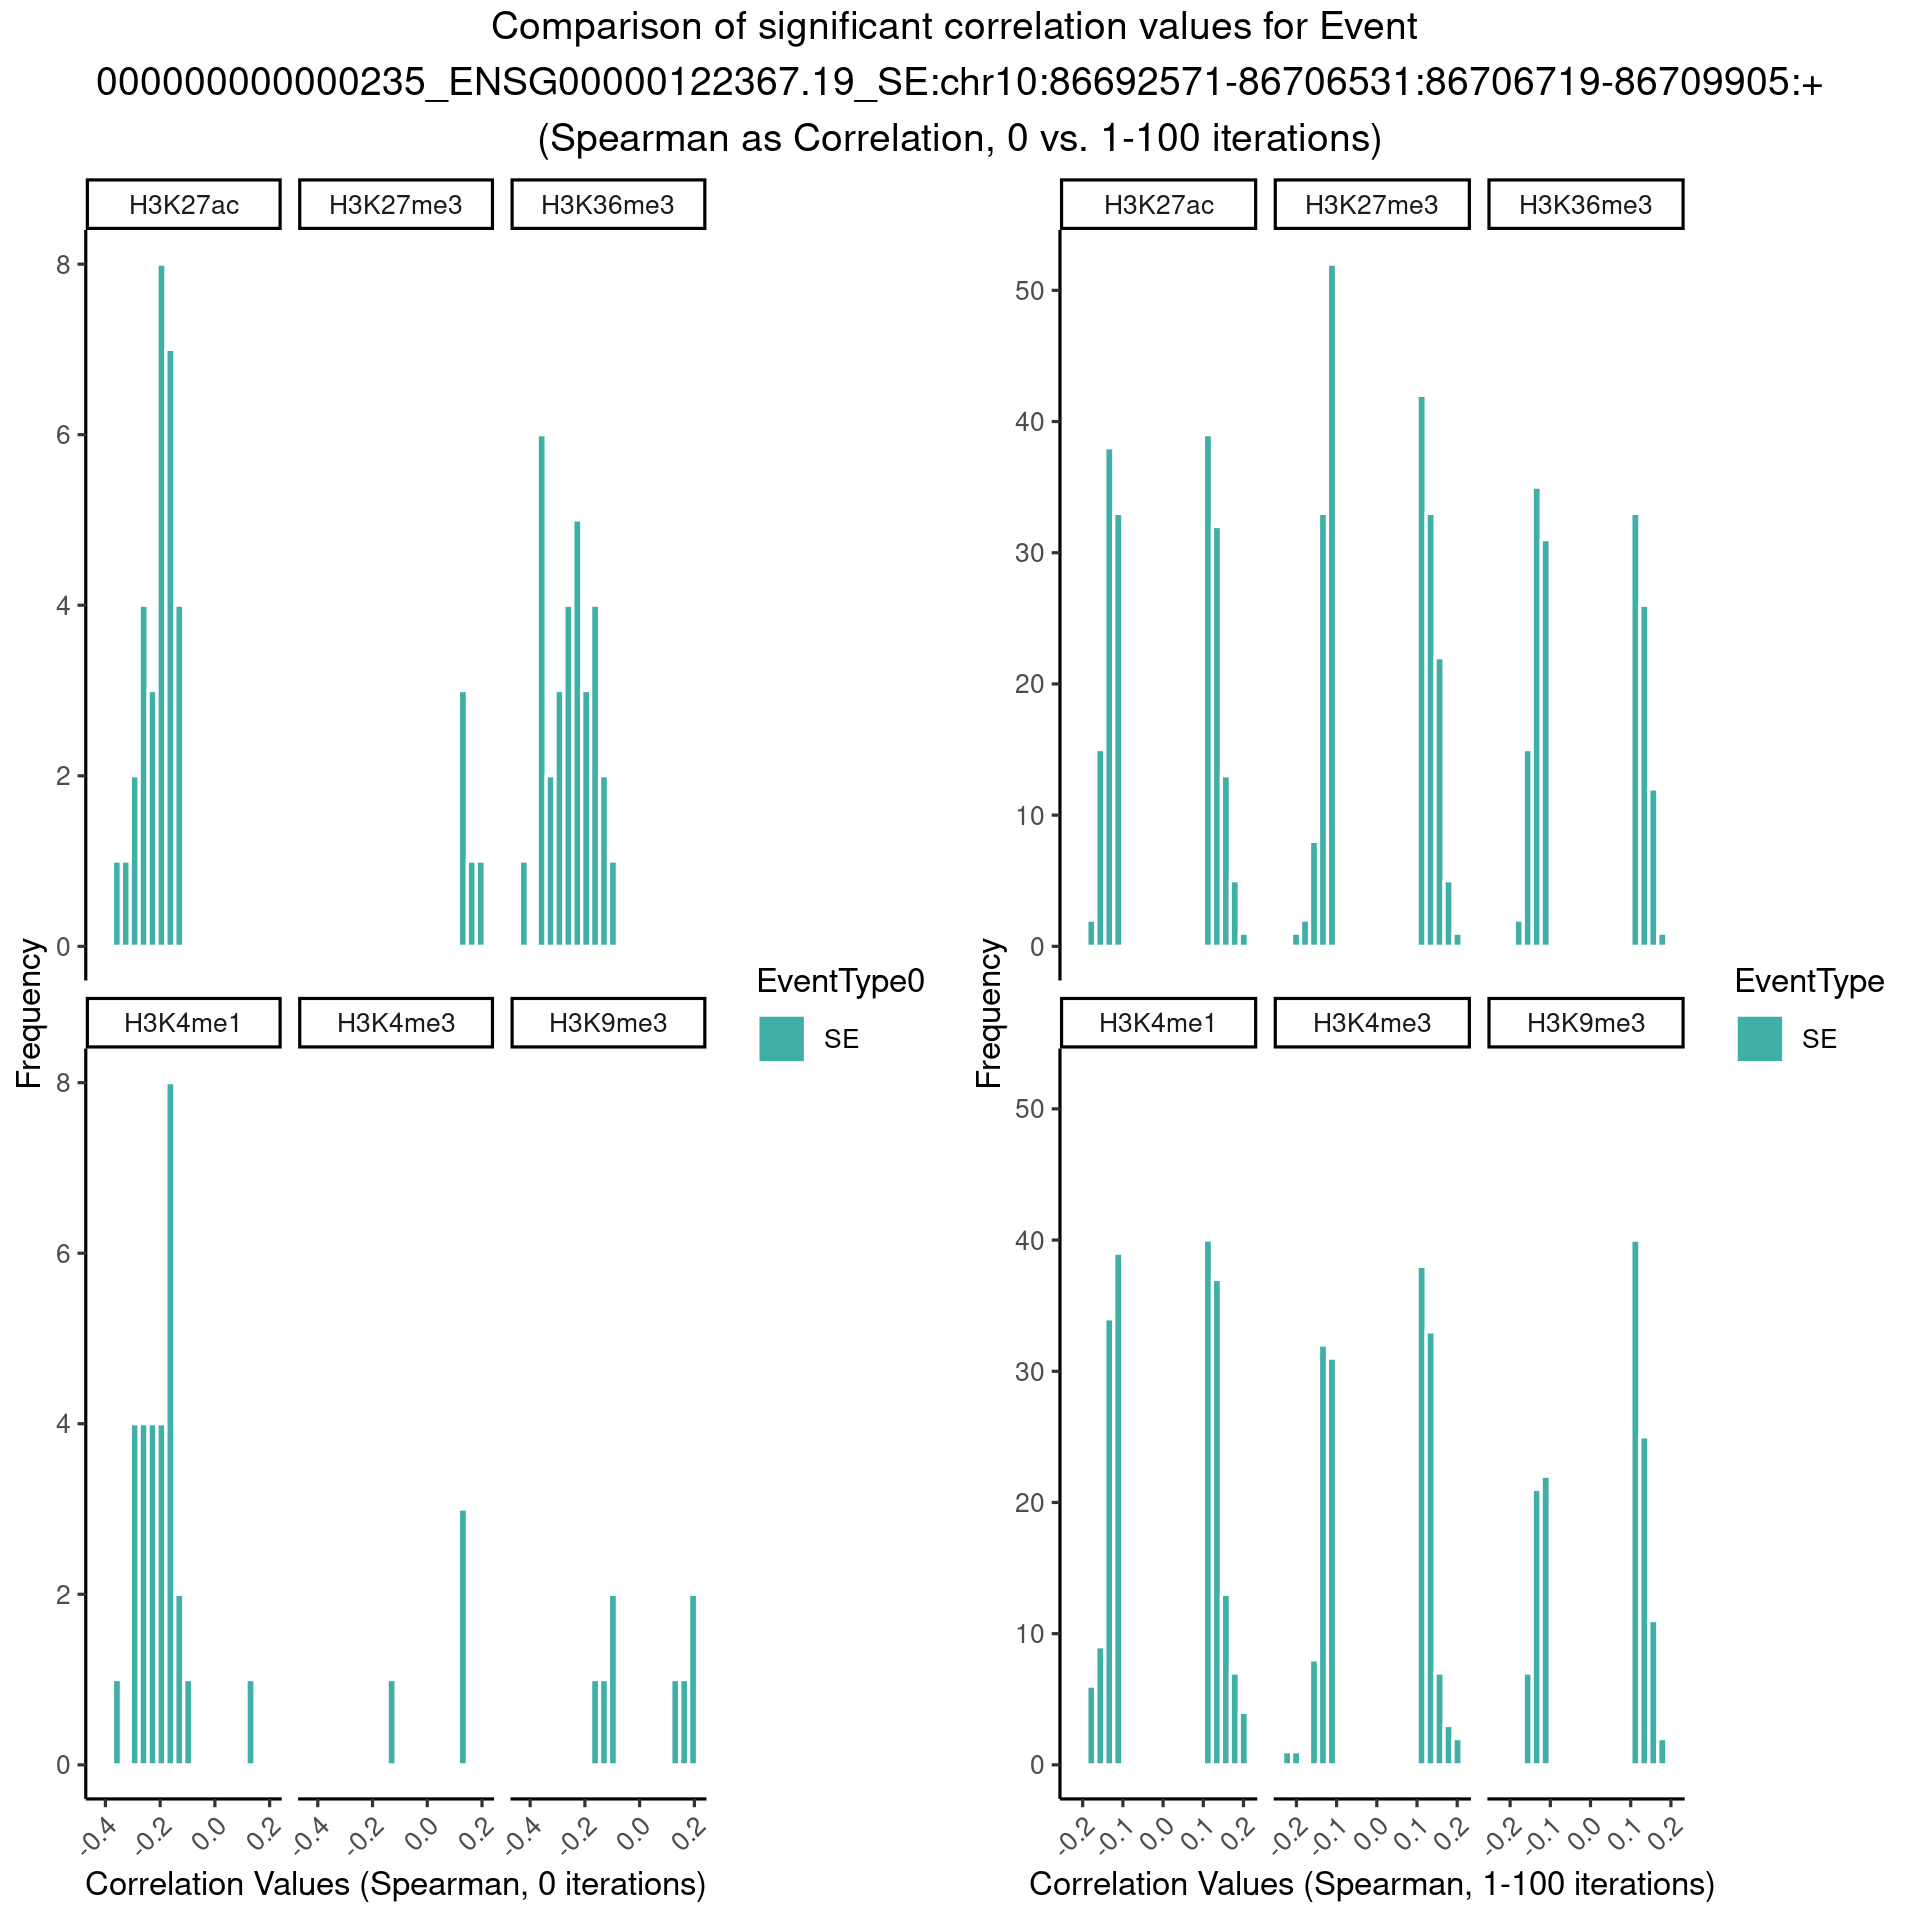 Comparison of significant correlation values for Event
000000000000235_ENSG00000122367.19_SE:chr10:86692571-86706531:86706719-86709905:+
(Spearman as Correlation, 0 vs. 1-100 iterations)
H3K27ac H3K27me3 H3K36me3
8
6
4
2
0
H3K4me1 H3K4me3 H3K9me3
8
6
4
2
0
-0.4 -0.2 0.0 0.2 -0.4 -0.2 0.0 0.2 -0.4 -0.2 0.0 0.2
Frequency
Correlation Values (Spearman, 0 iterations)
EventType0
SE
H3K27ac H3K27me3 H3K36me3
50
40
30
20
10
0
H3K4me1 H3K4me3 H3K9me3
50
40
30
20
10
0
-0.2 -0.1 0.0 0.1 0.2 -0.2 -0.1 0.0 0.1 0.2 -0.2 -0.1 0.0 0.1 0.2
Frequency
Correlation Values (Spearman, 1-100 iterations)
EventType
SE